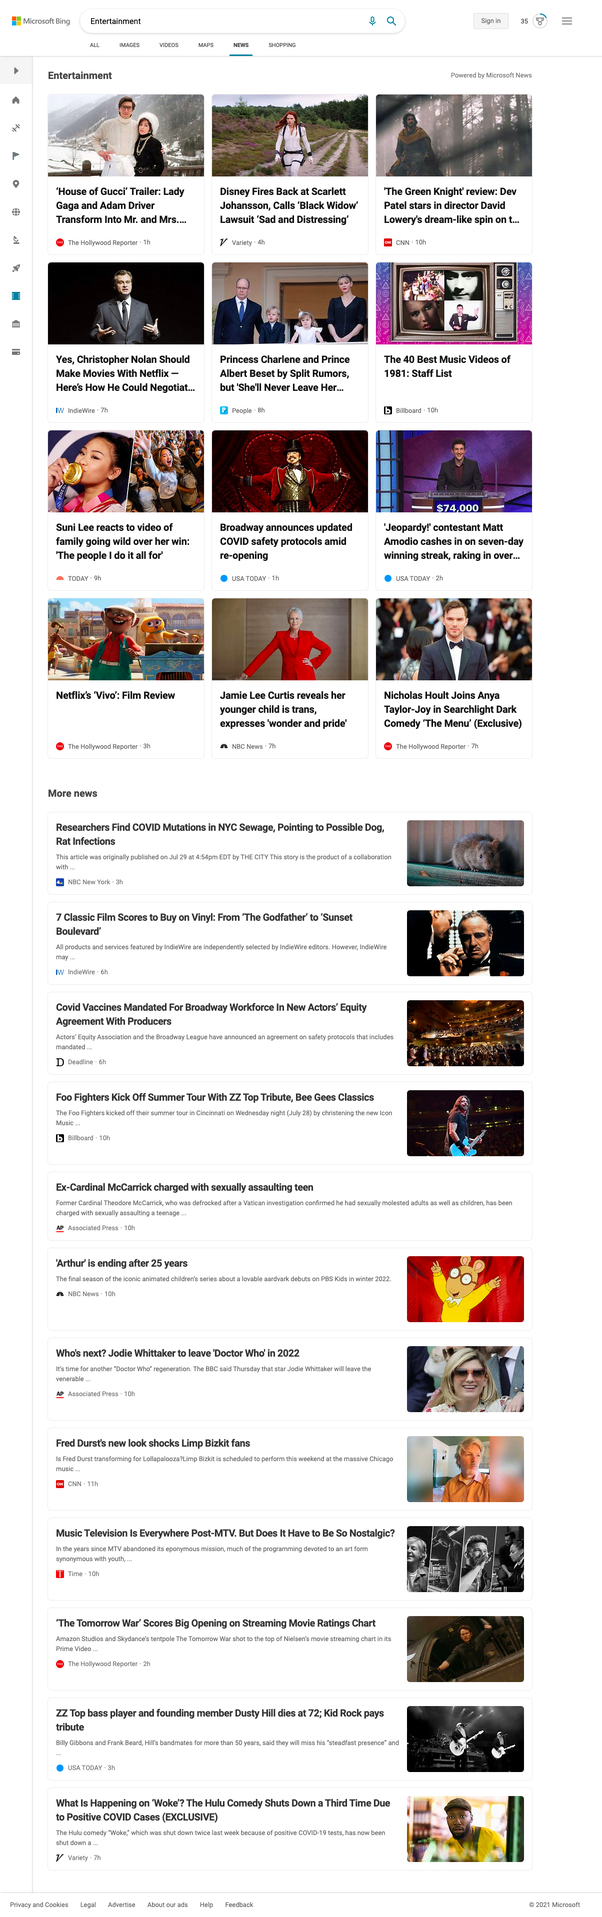 Microsoft Bing
Entertainment
Sign in
35
ALL IMAGES VIDEOS MAPS NEWS SHOPPING
Entertainment
Powered by Microsoft News
‘House of Gucci’ Trailer: Lady
Gaga and Adam Driver
Transform Into Mr. and Mrs....
The Hollywood Reporter · 1h
Disney Fires Back at Scarlett
Johansson, Calls ‘Black Widow’
Lawsuit ‘Sad and Distressing’
Variety · 4h
'The Green Knight' review: Dev
Patel stars in director David
Lowery's dream-like spin on t...
CNN · 10h
Yes, Christopher Nolan Should
Make Movies With Netflix —
Here's How He Could Negotiat...
IndieWire · 7h
Princess Charlene and Prince
Albert Beset by Split Rumors,
but 'She'll Never Leave Her...
People · 8h
The 40 Best Music Videos of
1981: Staff List
Billboard · 10h
Suni Lee reacts to video of
family going wild over her win:
'The people I do it all for'
TODAY · 9h
Broadway announces updated
COVID safety protocols amid
re-opening
USA TODAY · 1h
$74,000
'Jeopardy!' contestant Matt
Amodio cashes in on seven-day
winning streak, raking in over...
USA TODAY · 2h
Netflix's ‘Vivo’: Film Review
The Hollywood Reporter · 3h
Jamie Lee Curtis reveals her
younger child is trans,
expresses 'wonder and pride'
NBC News · 7h
Nicholas Hoult Joins Anya
Taylor-Joy in Searchlight Dark
Comedy ‘The Menu’ (Exclusive)
The Hollywood Reporter · 7h
More news
Researchers Find COVID Mutations in NYC Sewage, Pointing to Possible Dog,
Rat Infections
This article was originally published on Jul 29 at 4:54pm EDT by THE CITY This story is the product of a collaboration
with ...
NBC New York · 3h
7 Classic Film Scores to Buy on Vinyl: From ‘The Godfather’ to ‘Sunset
Boulevard’
All products and services featured by IndieWire are independently selected by IndieWire editors. However, IndieWire
may ...
IndieWire · 6h
Covid Vaccines Mandated For Broadway Workforce In New Actors’ Equity
Agreement With Producers
Actors’ Equity Association and the Broadway League have announced an agreement on safety protocols that includes
mandated ...
Deadline · 6h
Foo Fighters Kick Off Summer Tour With ZZ Top Tribute, Bee Gees Classics
The Foo Fighters kicked off their summer tour in Cincinnati on Wednesday night (July 28) by christening the new Icon
Music ...
Billboard · 10h
Ex-Cardinal McCarrick charged with sexually assaulting teen
Former Cardinal Theodore McCarrick, who was defrocked after a Vatican investigation confirmed he had sexually molested adults as well as children, has been
charged with sexually assaulting a teenage ...
AP Associated Press · 10h
'Arthur' is ending after 25 years
The final season of the iconic animated children's series about a lovable aardvark debuts on PBS Kids in winter 2022.
NBC News · 10h
Who's next? Jodie Whittaker to leave 'Doctor Who' in 2022
It's time for another “Doctor Who” regeneration. The BBC said Thursday that star Jodie Whittaker will leave the
venerable ...
AP Associated Press · 10h
Fred Durst's new look shocks Limp Bizkit fans
Is Fred Durst transforming for Lollapalooza?Limp Bizkit is scheduled to perform this weekend at the massive Chicago
music ...
CNN · 11h
Music Television Is Everywhere Post-MTV. But Does It Have to Be So Nostalgic?
In the years since MTV abandoned its eponymous mission, much of the programming devoted to an art form
synonymous with youth, ...
Time · 10h
‘The Tomorrow War’ Scores Big Opening on Streaming Movie Ratings Chart
Amazon Studios and Skydance's tentpole The Tomorrow War shot to the top of Nielsen's movie streaming chart in its
Prime Video ...
The Hollywood Reporter · 2h
ZZ Top bass player and founding member Dusty Hill dies at 72; Kid Rock pays
tribute
Billy Gibbons and Frank Beard, Hill's bandmates for more than 50 years, said they will miss his "steadfast presence" and
...
USA TODAY · 3h
What Is Happening on ‘Woke’? The Hulu Comedy Shuts Down a Third Time Due
to Positive COVID Cases (EXCLUSIVE)
The Hulu comedy “Woke,” which was shut down twice last week because of positive COVID-19 tests, has now been
shut down a ...
Variety · 7h
Privacy and Cookies Legal Advertise About our ads Help Feedback
© 2021 Microsoft